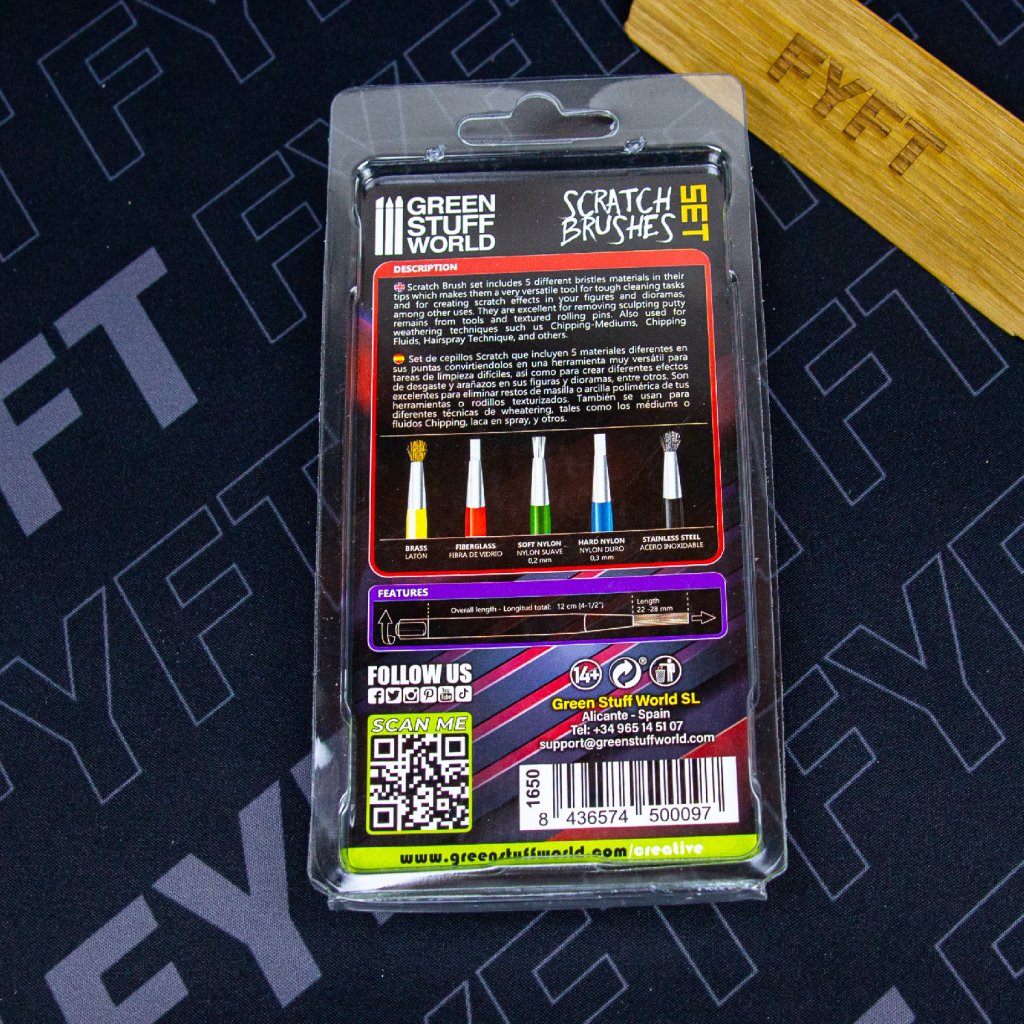 FYFT
GREEN
STUFF
WORLD
SCRATCH
BRUSHES
SET
DESCRIPTION
Scratch Brush set includes 5 different bristles materials in their
tips which makes them a very versatile tool for tough cleaning tasks
and for creating scratch effects in your figures and dioramas,
among other uses. They are excellent for removing sculpting putty
remains from tools and textured rolling pins. Also used for
weathering techniques such us Chipping-Mediums, Chipping
Fluids, Hairspray Technique, and others.
Set de cepillos Scratch que incluyen 5 materiales diferentes en
sus puntas convirtiendolos en una herramienta muy versátil para
tareas de limpieza difíciles, así como para crear diferentes efectos
de desgaste y arañazos en sus figuras y dioramas, entre otros. Son
excelentes para eliminar restos de masilla o arcilla polimérica de tus
herramientas o rodillos texturizados. También se usan para
diferentes técnicas de wheatering, tales como los médiums o
fluidos Chipping, laca en spray, y otros.
BRASS
LATÓN
FIBERGLASS
FIBRA DE VIDRIO
SOFT NYLON
NYLON SUAVE
0,2 mm
HARD NYLON
NYLON DURO
0,3 mm
STAINLESS STEEL
ACERO INOXIDABLE
FEATURES
Overall length - Longitud total: 12 cm (4-1/2")
Length
22 -28 mm
FOLLOW US
SCAN ME
14+
Green Stuff World SL
Alicante - Spain
Tel: +34 965 14 51 07
support@greenstuffworld.com
1650
8 436574 500097
www.greenstuffworld.com/creative
FYFT
FYFT
FYFT
FYFT